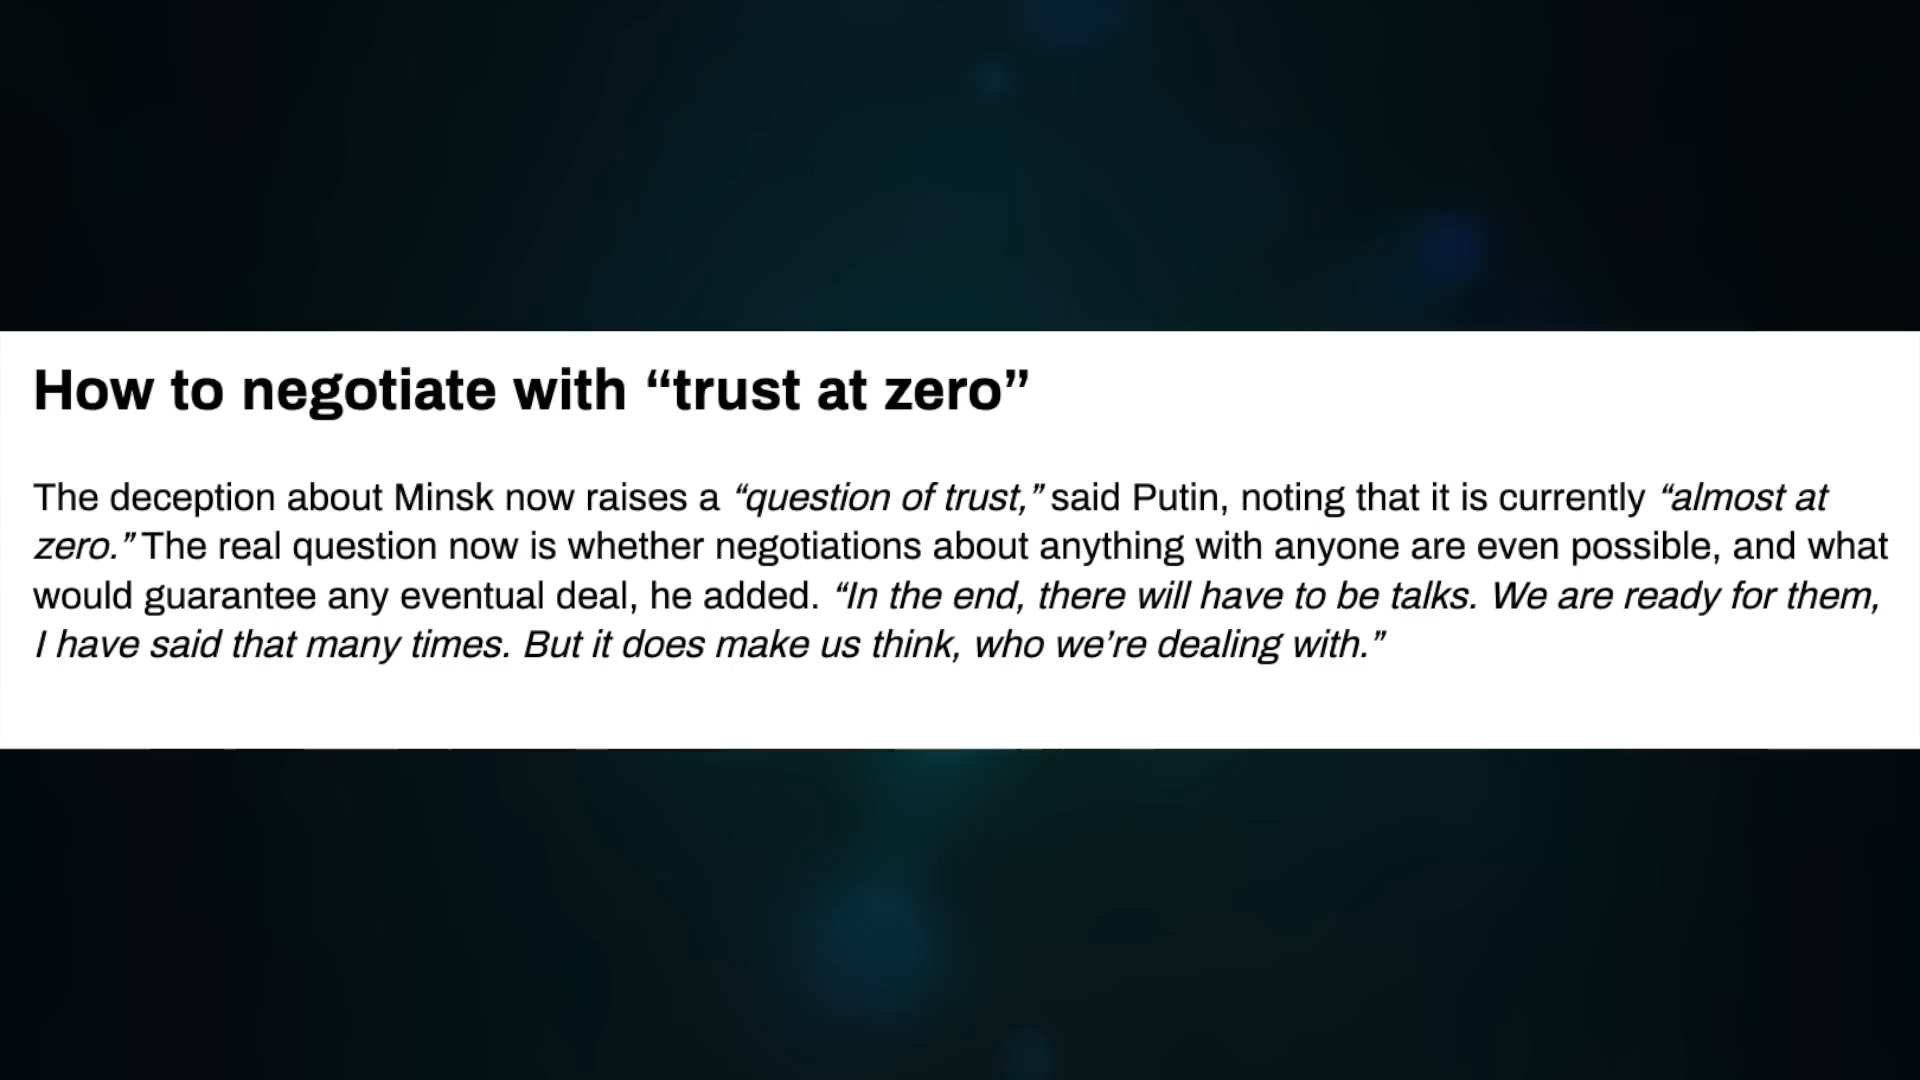 How to negotiate with “trust at zero”
The deception about Minsk now raises a “question of trust,” said Putin, noting that it is currently “almost at
zero.” The real question now is whether negotiations about anything with anyone are even possible, and what
would guarantee any eventual deal, he added. “In the end, there will have to be talks. We are ready for them,
I have said that many times. But it does make us think, who we’re dealing with.”